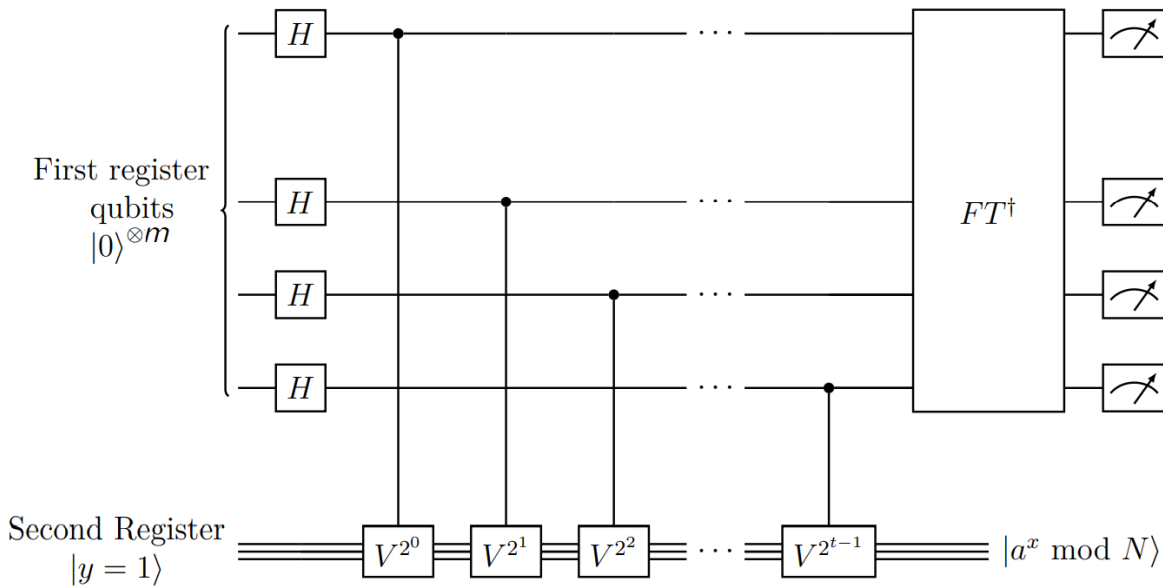 H
···
First register
qubits
|0⟩^{⊗m}
H
···
FT^†
H
···
H
···
Second Register
|y = 1⟩
V^{2^0}
V^{2^1}
V^{2^2}
···
V^{2^{t−1}}
|a^x mod N⟩